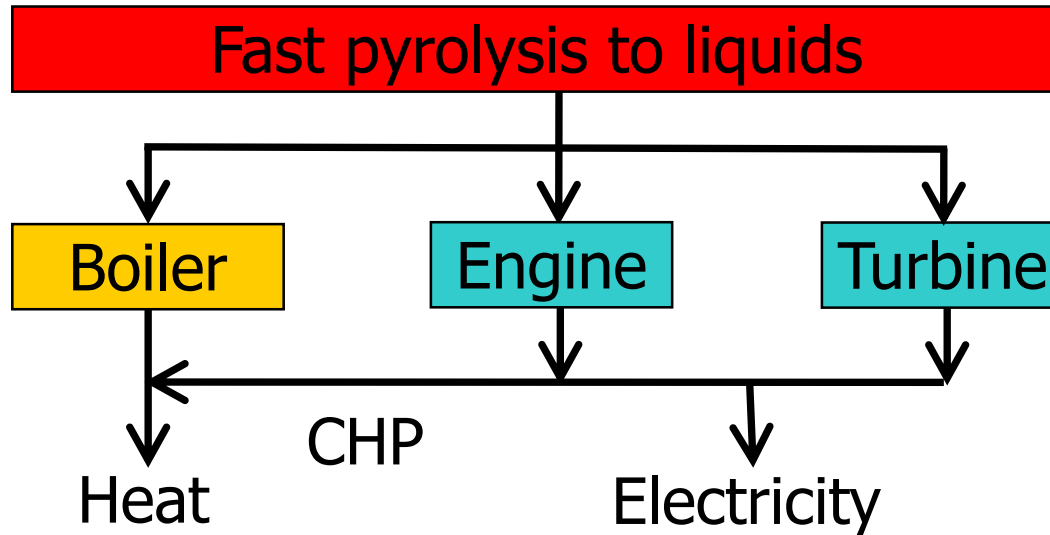 Fast pyrolysis to liquids
Boiler
Engine
Turbine
CHP
Heat
Electricity